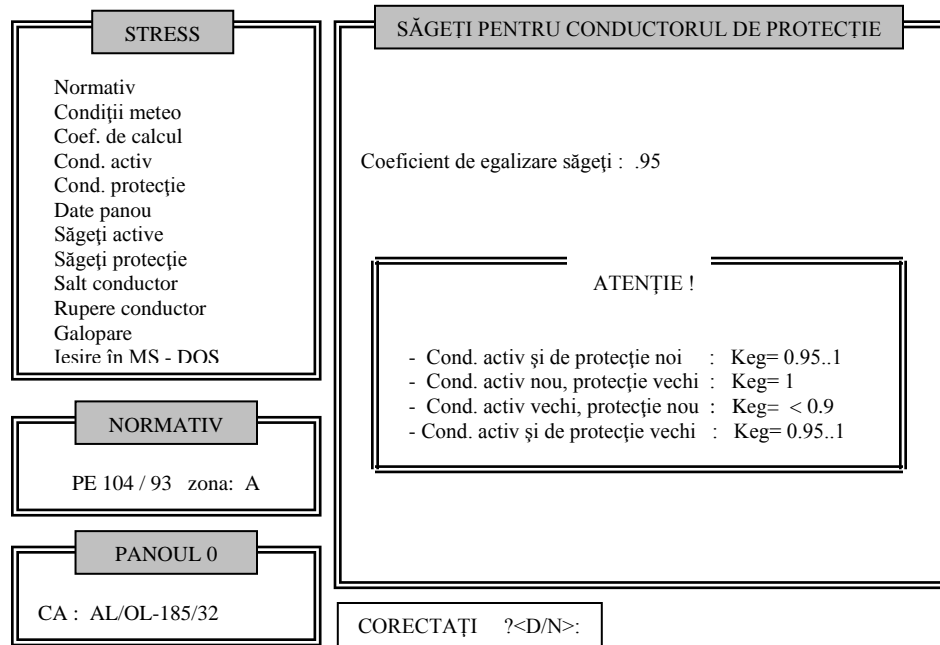 STRESS
Normativ
Condiţii meteo
Coef. de calcul
Cond. activ
Cond. protecţie
Date panou
Săgeţi active
Săgeţi protecţie
Salt conductor
Rupere conductor
Galopare
Iesire în MS - DOS
NORMATIV
PE 104 / 93 zona: A
PANOUL 0
CA : AL/OL-185/32
SĂGEŢI PENTRU CONDUCTORUL DE PROTECŢIE
Coeficient de egalizare săgeţi : .95
ATENŢIE !
- Cond. activ şi de protecţie noi : Keg= 0.95..1
- Cond. activ nou, protecţie vechi : Keg= 1
- Cond. activ vechi, protecţie nou : Keg= < 0.9
- Cond. activ şi de protecţie vechi : Keg= 0.95..1
CORECTAŢI ?<D/N>: